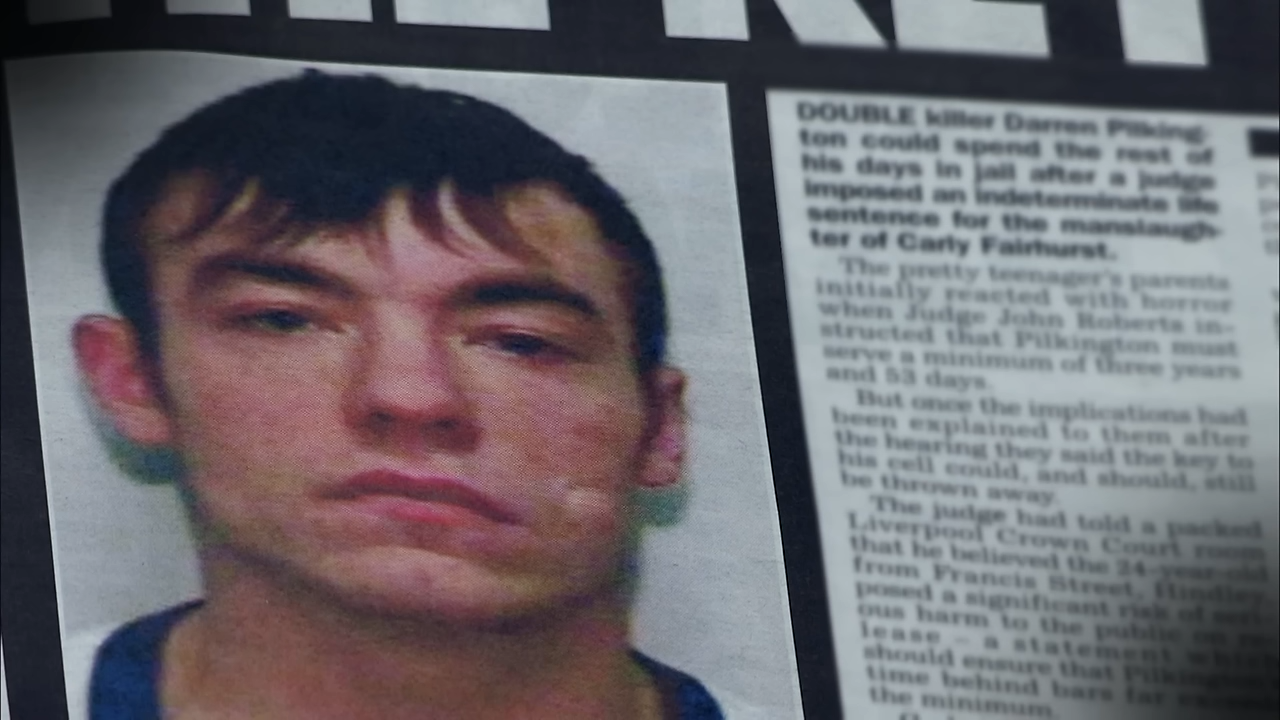 KEY
DOUBLE killer Darren Pilking-
ton could spend the rest of
his days in jail after a judge
imposed an indeterminate life
sentence for the manslaugh-
ter of Carly Fairhurst.
The pretty teenager's parents
initially reacted with horror
when Judge John Roberts in-
structed that Pilkington must
serve a minimum of three years
and 53 days.
But once the implications had
been explained to them after
the hearing they said the key to
his cell could, and should, still
be thrown away.
The judge had told a packed
Liverpool Crown Court room
that he believed the 24-year-old
from Francis Street, Hindley
posed a significant risk of seri-
ous harm to the public on
lease – a statement
should ensure that Pilkington
time behind bars far
the minimum.